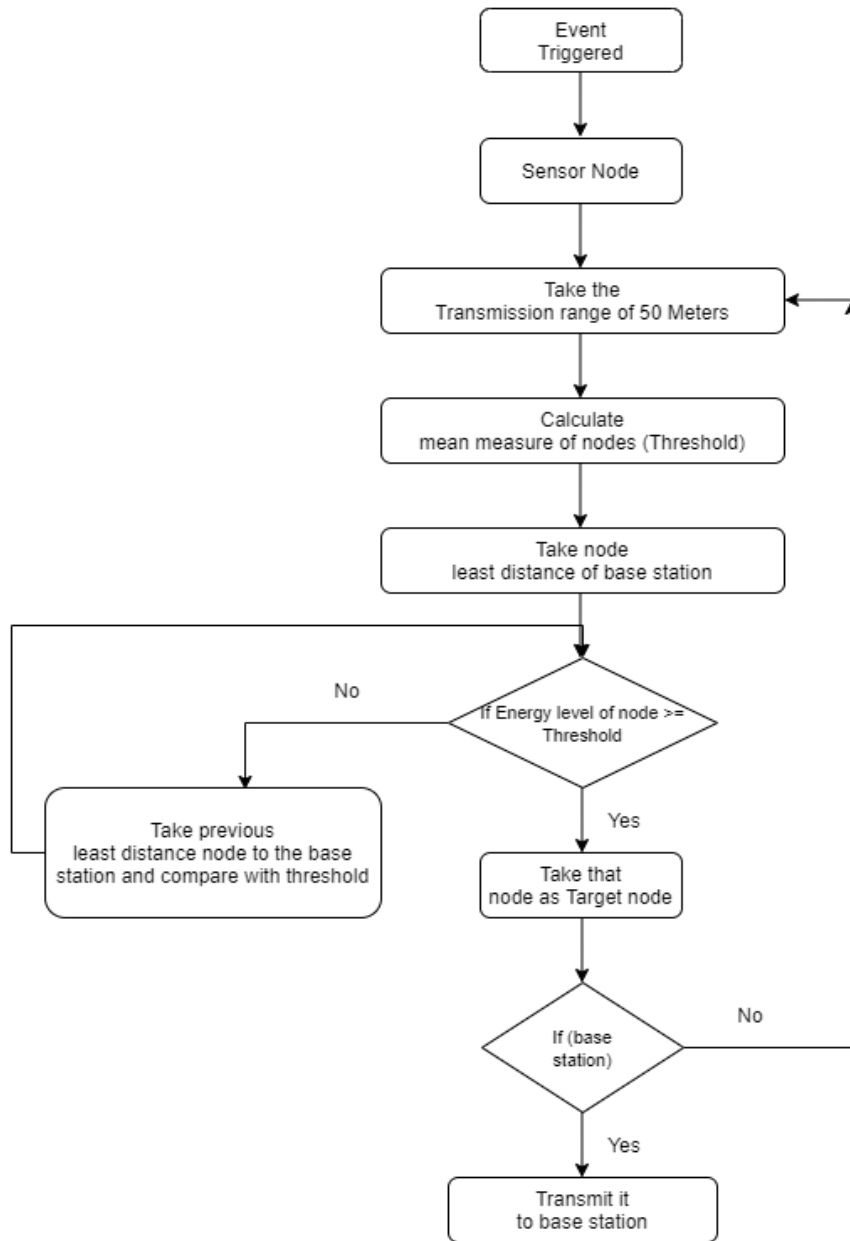 Event
Triggered
Sensor Node
Take the
Transmission range of 50 Meters
Calculate
mean measure of nodes (Threshold)
Take node
least distance of base station
No
If Energy level of node >=
Threshold
Yes
Take previous
least distance node to the base
station and compare with threshold
Take that
node as Target node
No
If (base
station)
Yes
Transmit it
to base station